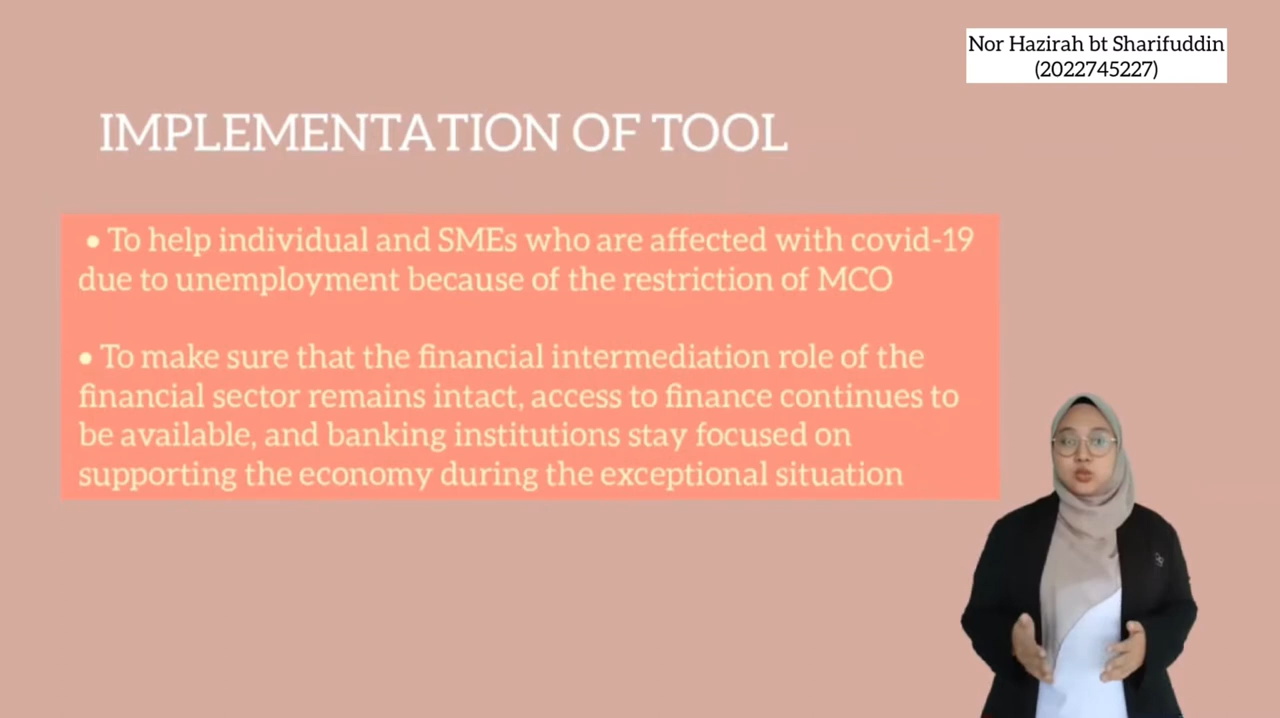 Nor Hazirah bt Sharifuddin
(2022745227)
IMPLEMENTATION OF TOOL
• To help individual and SMEs who are affected with covid-19
due to unemployment because of the restriction of MCO
• To make sure that the financial intermediation role of the
financial sector remains intact, access to finance continues to
be available, and banking institutions stay focused on
supporting the economy during the exceptional situation